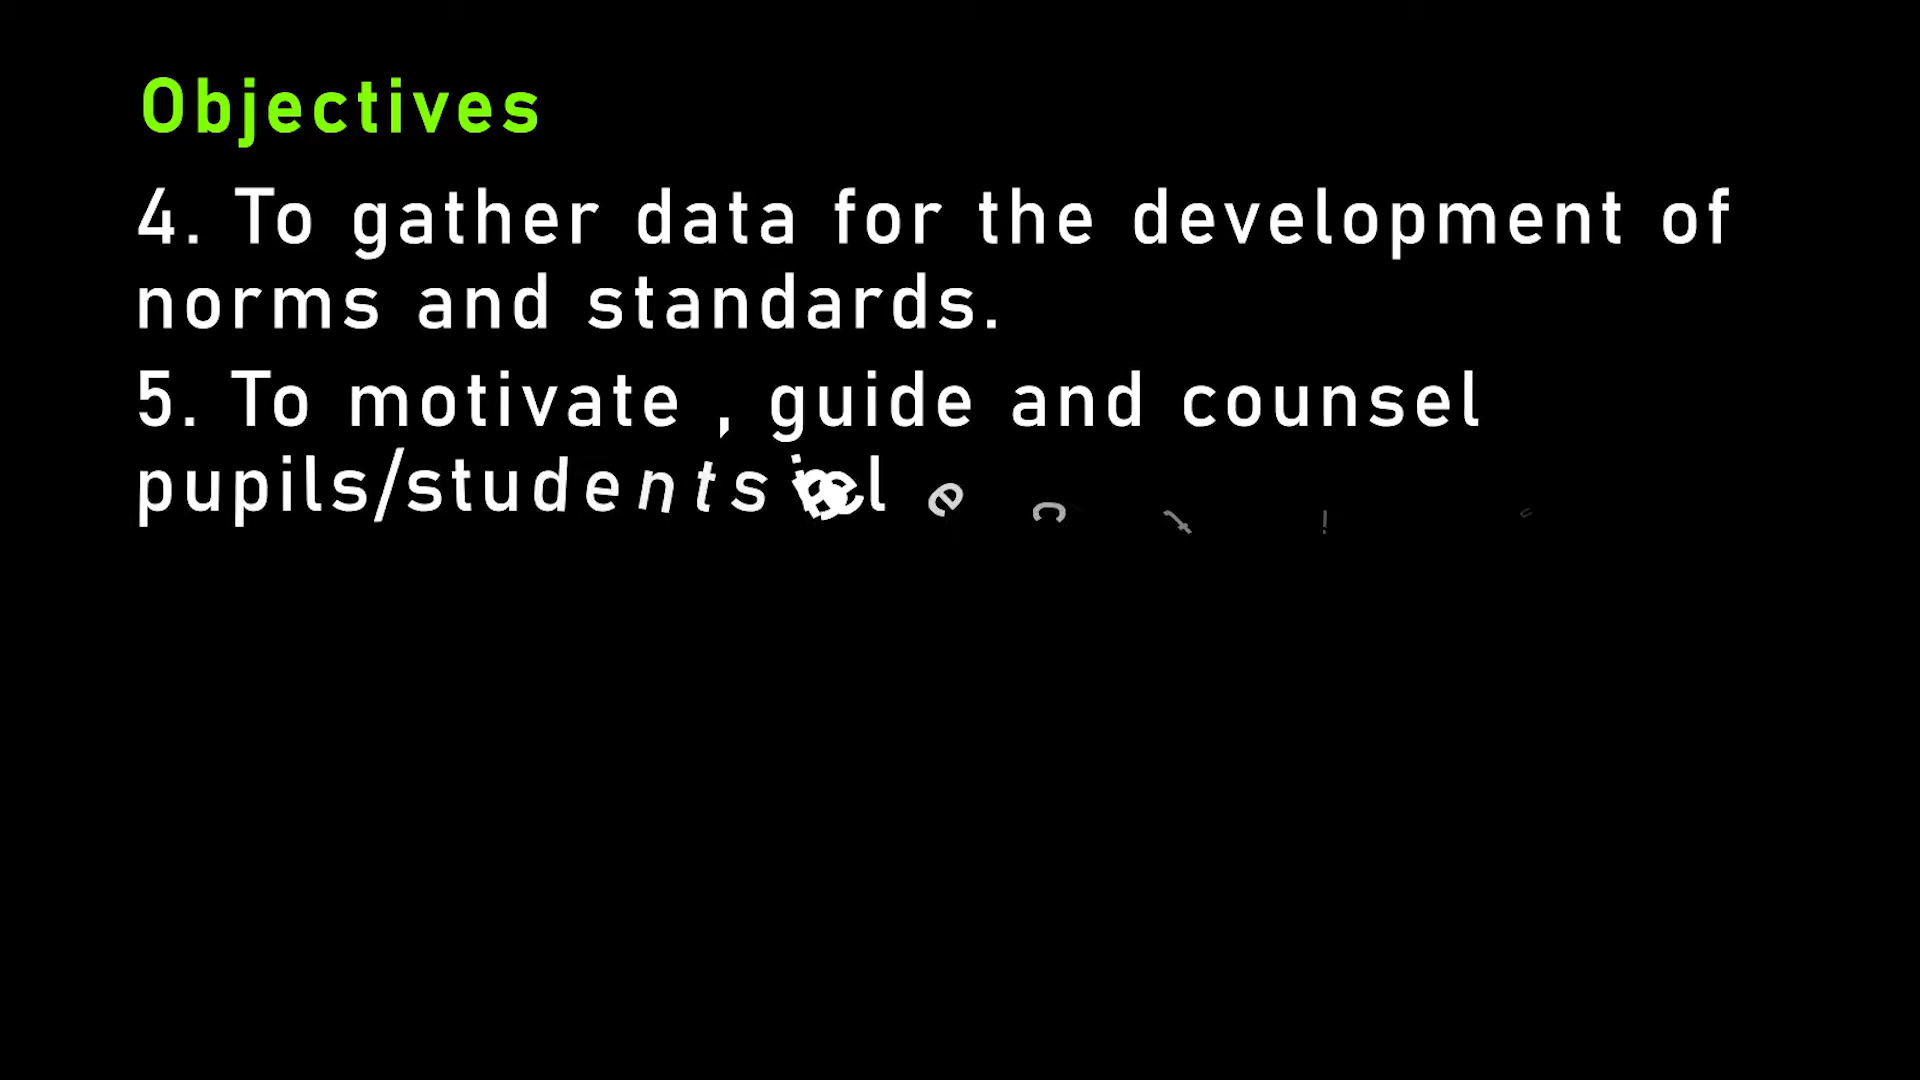 Objectives
4. To gather data for the development of
norms and standards.
5. To motivate , guide and counsel
pupils/students